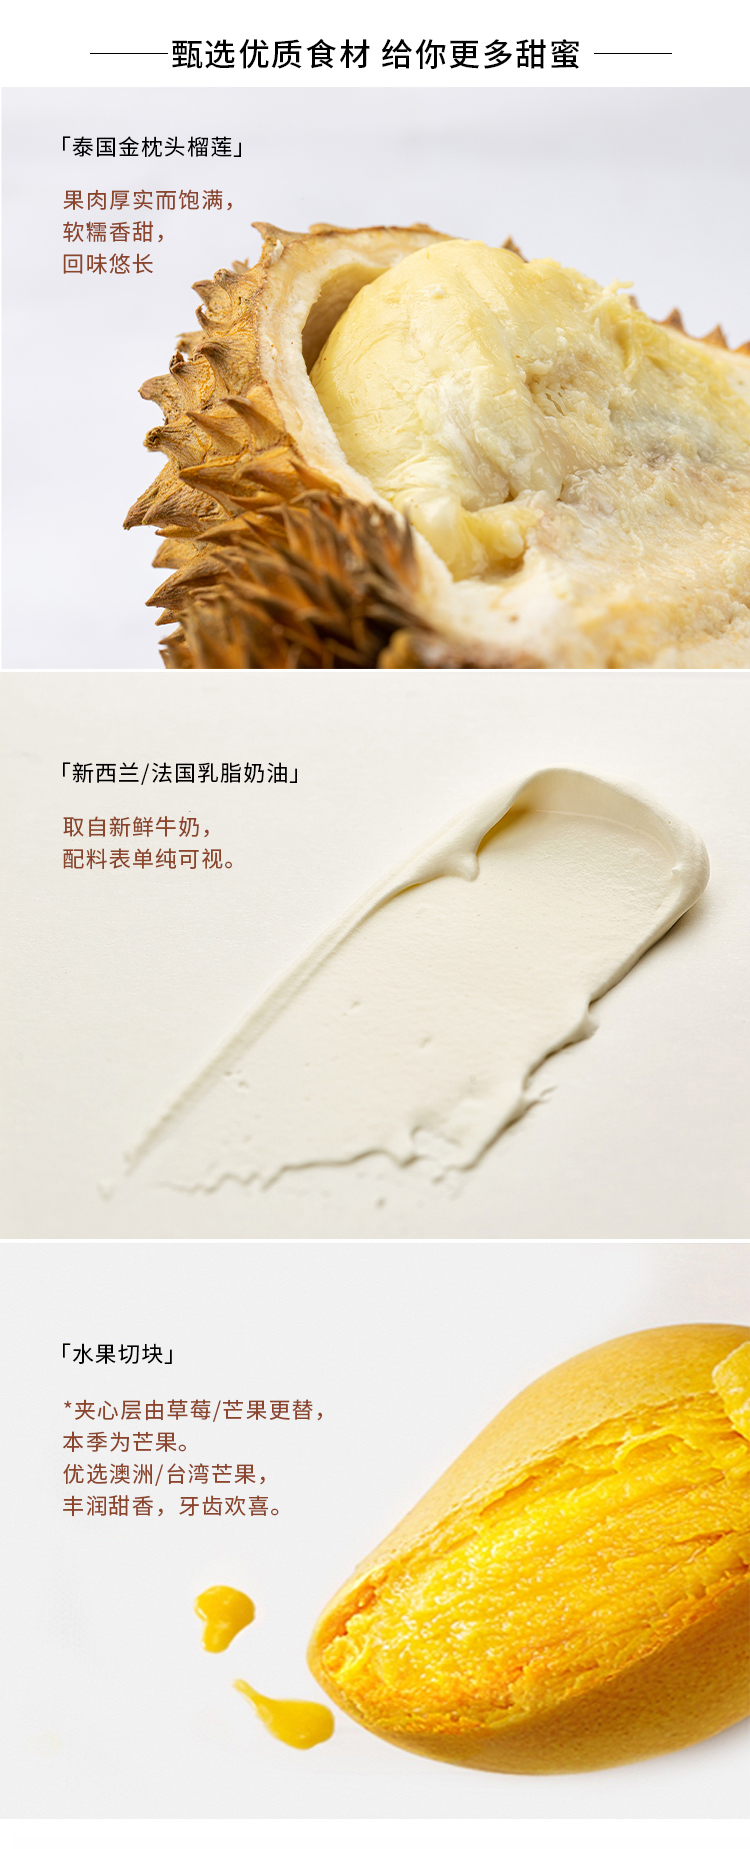 甄选优质食材 给你更多甜蜜
「泰国金枕头榴莲」
果肉厚实而饱满，
软糯香甜，
回味悠长
「新西兰/法国乳脂奶油」
取自新鲜牛奶，
配料表单纯可视。
「水果切块」
*夹心层由草莓/芒果更替，
本季为芒果。
优选澳洲/台湾芒果，
丰润甜香，牙齿欢喜。